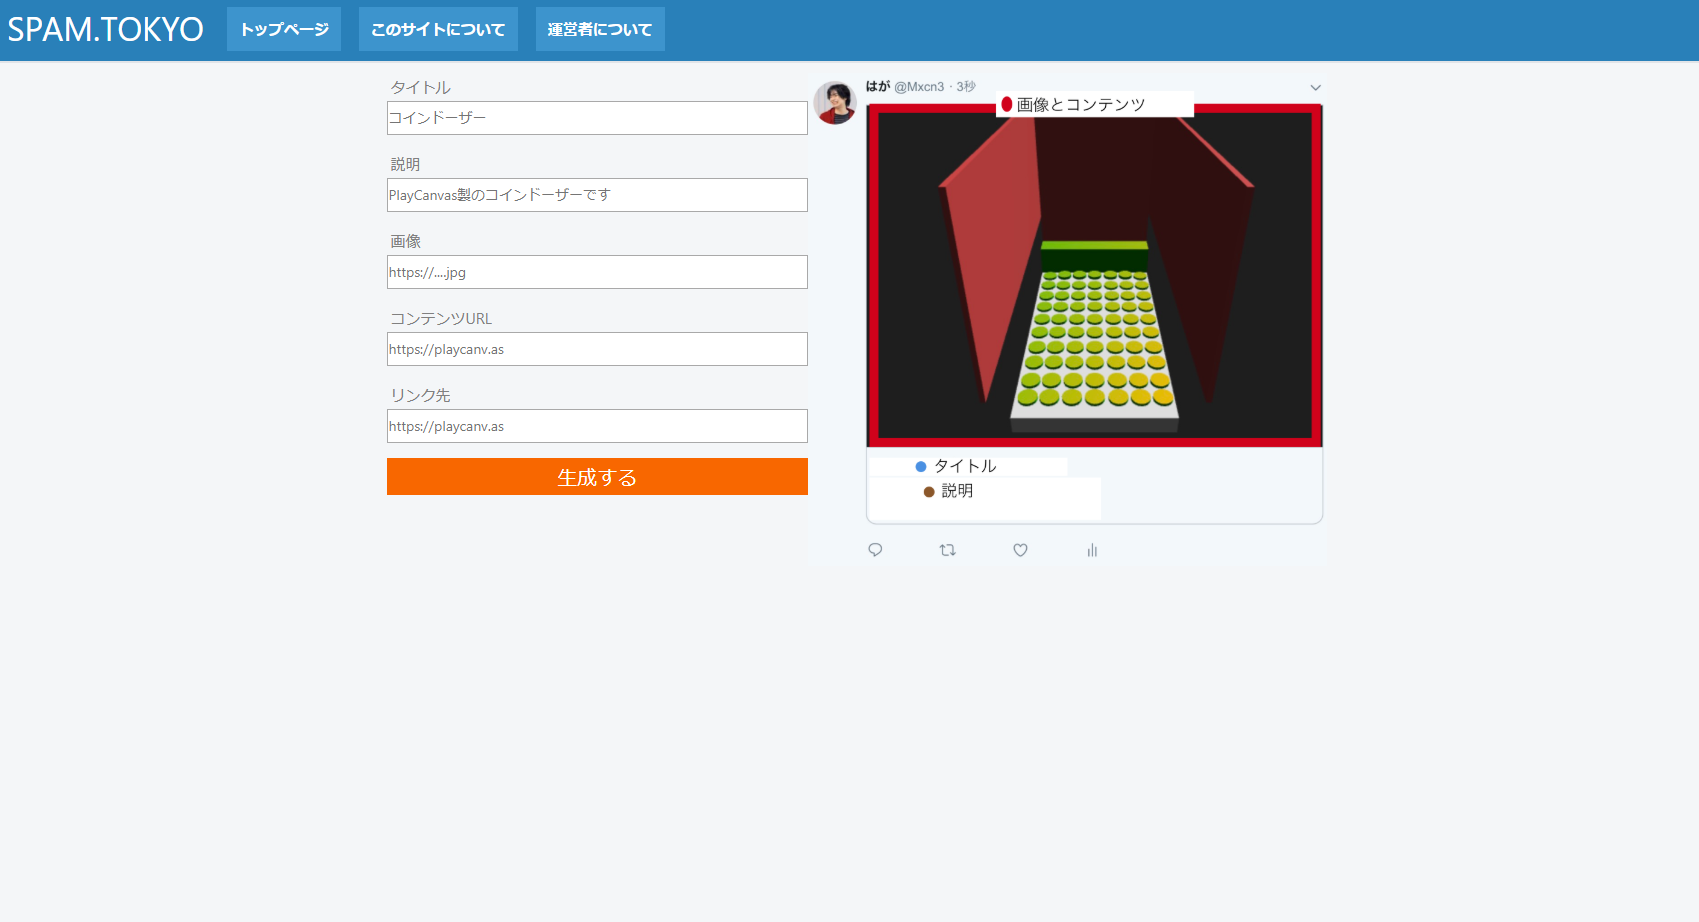 SPAM.TOKYO トップページ このサイトについて 運営者について
タイトル
コインドーザー
説明
PlayCanvas製のコインドーザーです
画像
https://....jpg
コンテンツURL
https://playcanv.as
リンク先
https://playcanv.as
生成する
はが @Mxcn3・3秒
画像とコンテンツ
タイトル
説明